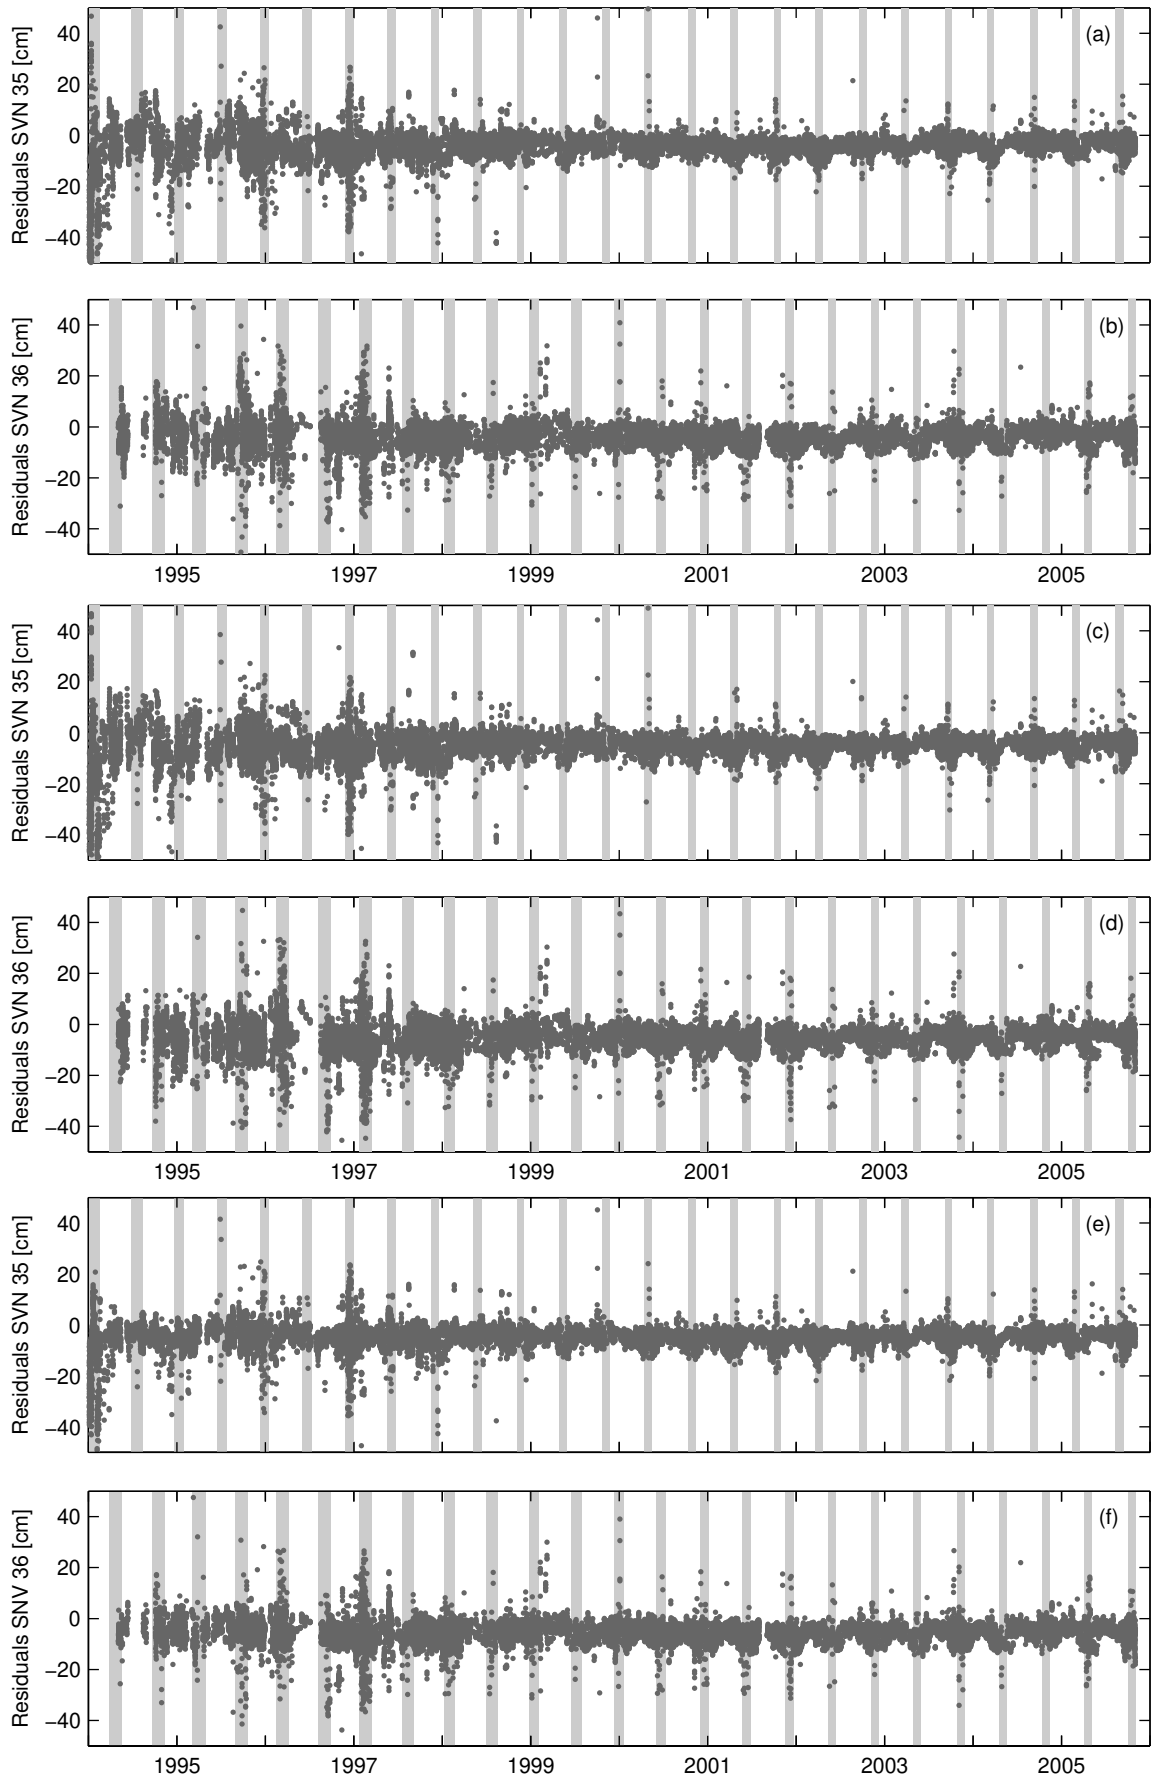 Residuals SVN 35 [cm]
40
20
0
−20
−40
(a)
Residuals SVN 36 [cm]
40
20
0
−20
−40
(b)
1995 1997 1999 2001 2003 2005
Residuals SVN 35 [cm]
40
20
0
−20
−40
(c)
Residuals SVN 36 [cm]
40
20
0
−20
−40
(d)
1995 1997 1999 2001 2003 2005
Residuals SVN 35 [cm]
40
20
0
−20
−40
(e)
Residuals SNV 36 [cm]
40
20
0
−20
−40
(f)
1995 1997 1999 2001 2003 2005